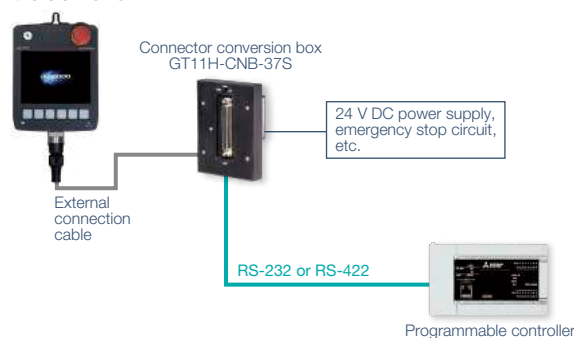 Connector conversion box
GT11H-CNB-37S
24 V DC power supply,
emergency stop circuit,
etc.
External
connection
cable
RS-232 or RS-422
Programmable controller